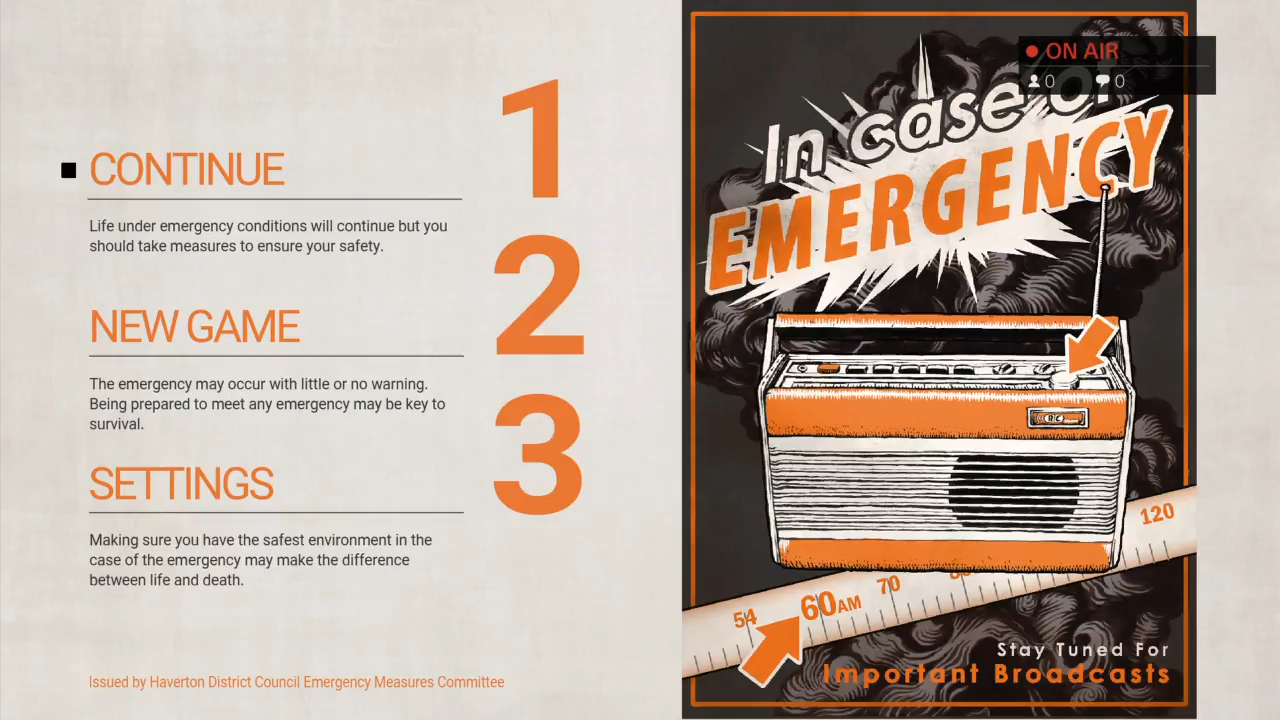 1
CONTINUE
Life under emergency conditions will continue but you
should take measures to ensure your safety.
2
NEW GAME
The emergency may occur with little or no warning.
Being prepared to meet any emergency may be key to
survival.
3
SETTINGS
Making sure you have the safest environment in the
case of the emergency may make the difference
between life and death.
Issued by Haverton District Council Emergency Measures Committee
ON AIR
0 0
In case of
EMERGENCY
54 60AM 70 120
Stay Tuned For
Important Broadcasts